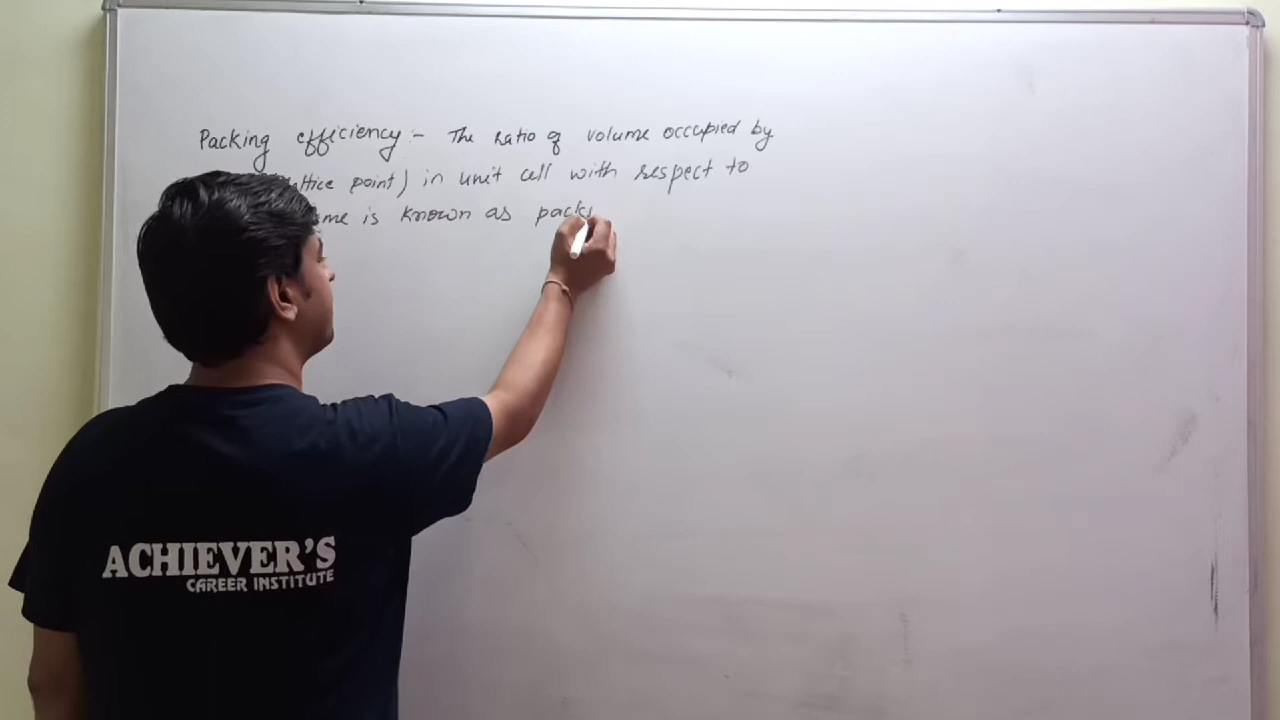 Packing efficiency :- The ratio of volume occupied by
point) in unit cell with respect to
is known as
ACHIEVER'S
CAREER INSTITUTE